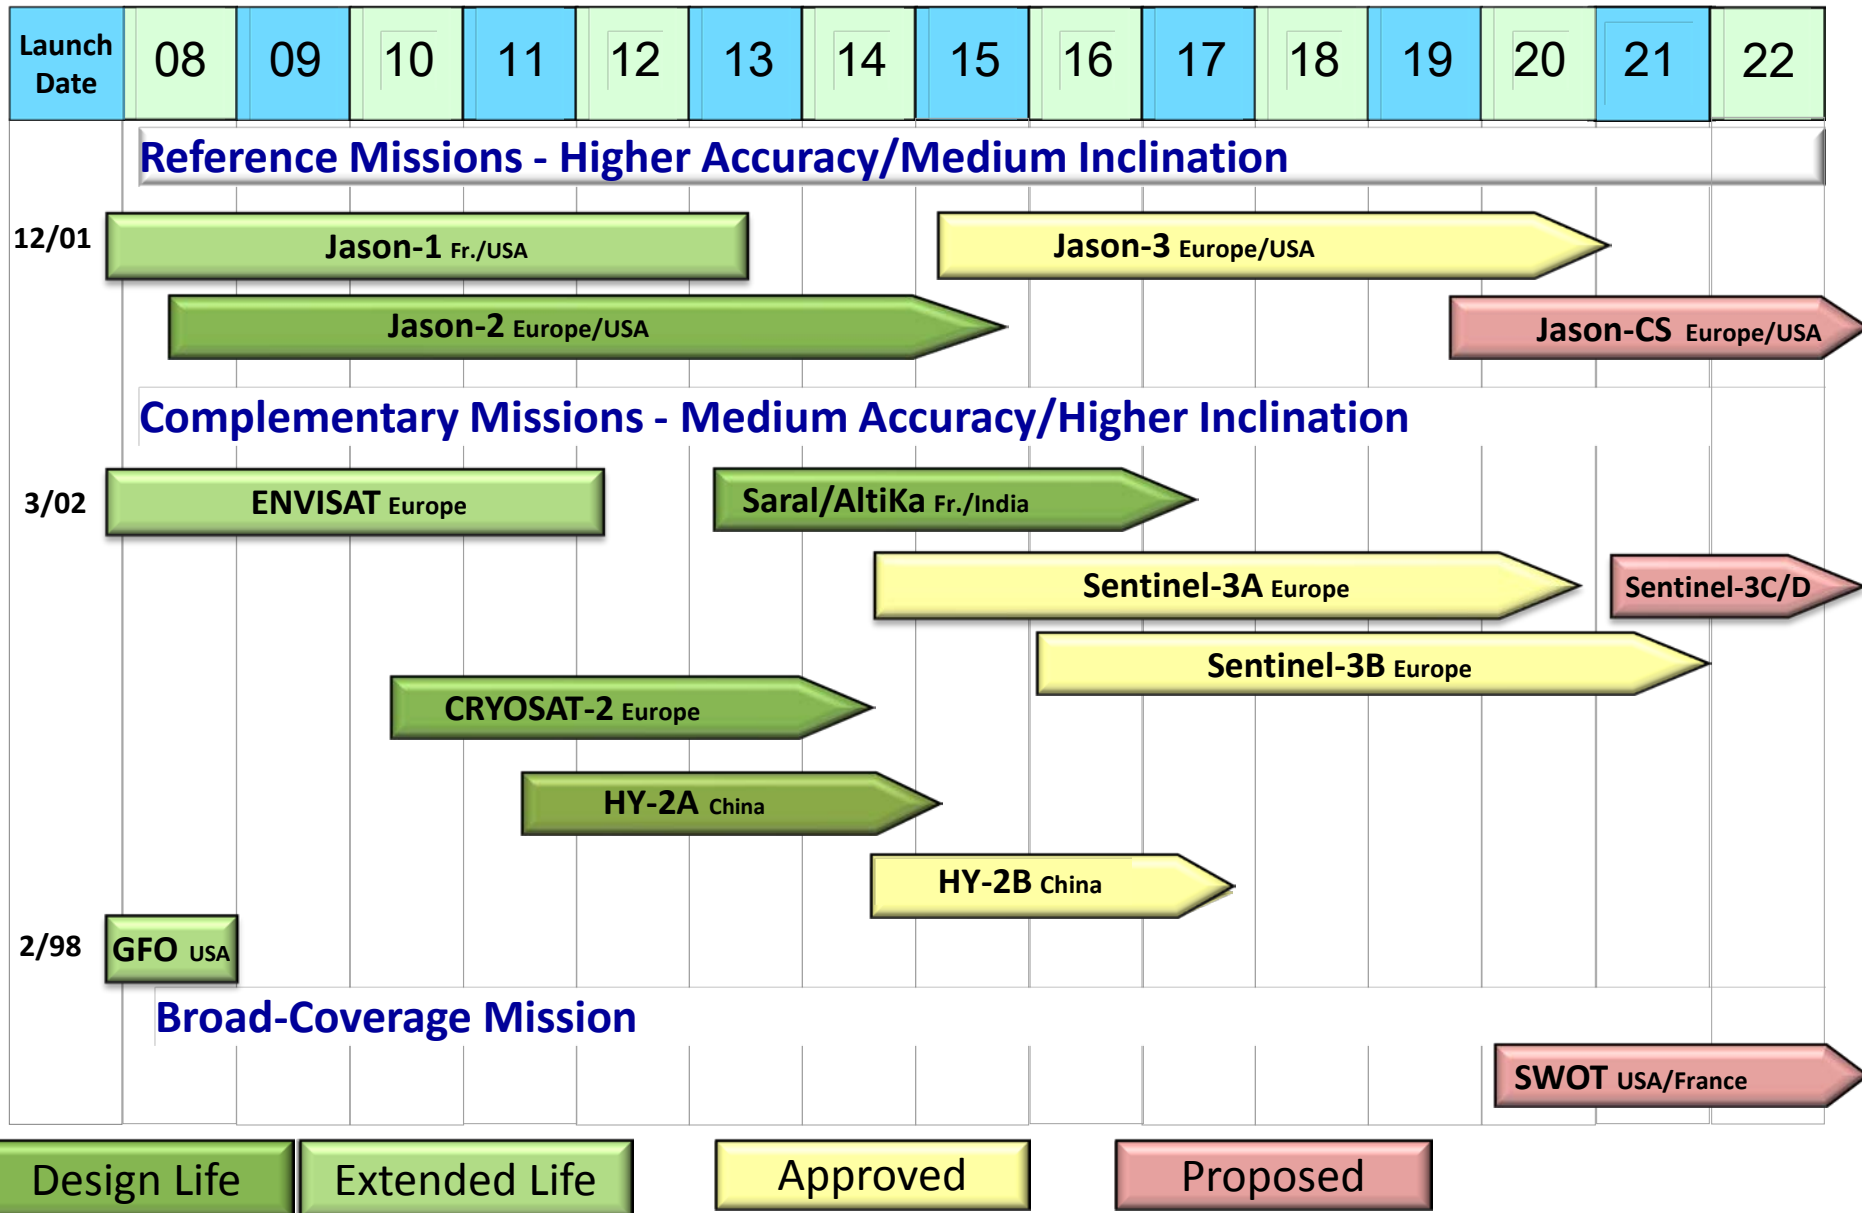 Launch
Date
08 09 10 11 12 13 14 15 16 17 18 19 20 21 22
Reference Missions - Higher Accuracy/Medium Inclination
12/01
Jason-1 Fr./USA
Jason-3 Europe/USA
Jason-2 Europe/USA
Jason-CS Europe/USA
Complementary Missions - Medium Accuracy/Higher Inclination
3/02
ENVISAT Europe
Saral/AltiKa Fr./India
Sentinel-3A Europe
Sentinel-3C/D
Sentinel-3B Europe
CRYOSAT-2 Europe
HY-2A China
HY-2B China
2/98
GFO USA
Broad-Coverage Mission
SWOT USA/France
Design Life
Extended Life
Approved
Proposed